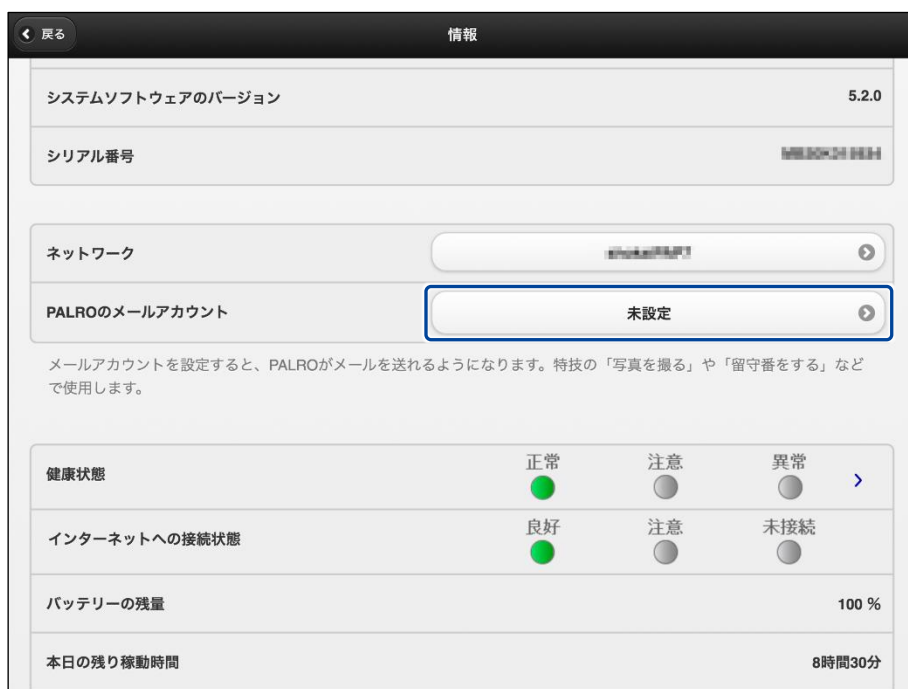 戻る
情報
システムソフトウェアのバージョン 5.2.0
シリアル番号
ネットワーク
PALROのメールアカウント 未設定
メールアカウントを設定すると、PALROがメールを送れるようになります。特技の「写真を撮る」や「留守番をする」など
で使用します。
健康状態 正常 注意 異常
インターネットへの接続状態 良好 注意 未接続
バッテリーの残量 100 %
本日の残り稼動時間 8時間30分